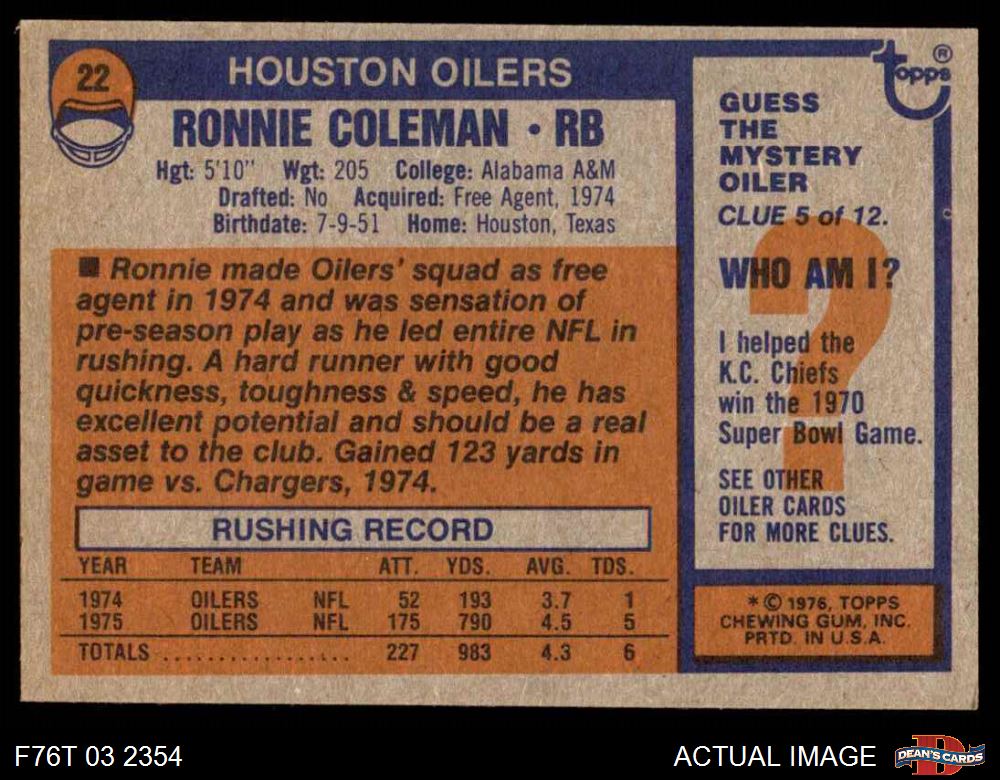 22
HOUSTON OILERS
RONNIE COLEMAN • RB
Hgt: 5'10" Wgt: 205 College: Alabama A&M
Drafted: No Acquired: Free Agent, 1974
Birthdate: 7-9-51 Home: Houston, Texas
■ Ronnie made Oilers' squad as free
agent in 1974 and was sensation of
pre-season play as he led entire NFL in
rushing. A hard runner with good
quickness, toughness & speed, he has
excellent potential and should be a real
asset to the club. Gained 123 yards in
game vs. Chargers, 1974.
RUSHING RECORD
YEAR TEAM ATT. YDS. AVG. TDS.
1974 OILERS NFL 52 193 3.7 1
1975 OILERS NFL 175 790 4.5 5
TOTALS .................. 227 983 4.3 6
topps ®
GUESS
THE
MYSTERY
OILER
CLUE 5 of 12.
?
WHO AM I?
I helped the
K.C. Chiefs
win the 1970
Super Bowl Game.
SEE OTHER
OILER CARDS
FOR MORE CLUES.
* © 1976, TOPPS
CHEWING GUM, INC.
PRTD. IN U.S.A.
F76T 03 2354
ACTUAL IMAGE
D
DEAN'S CARDS